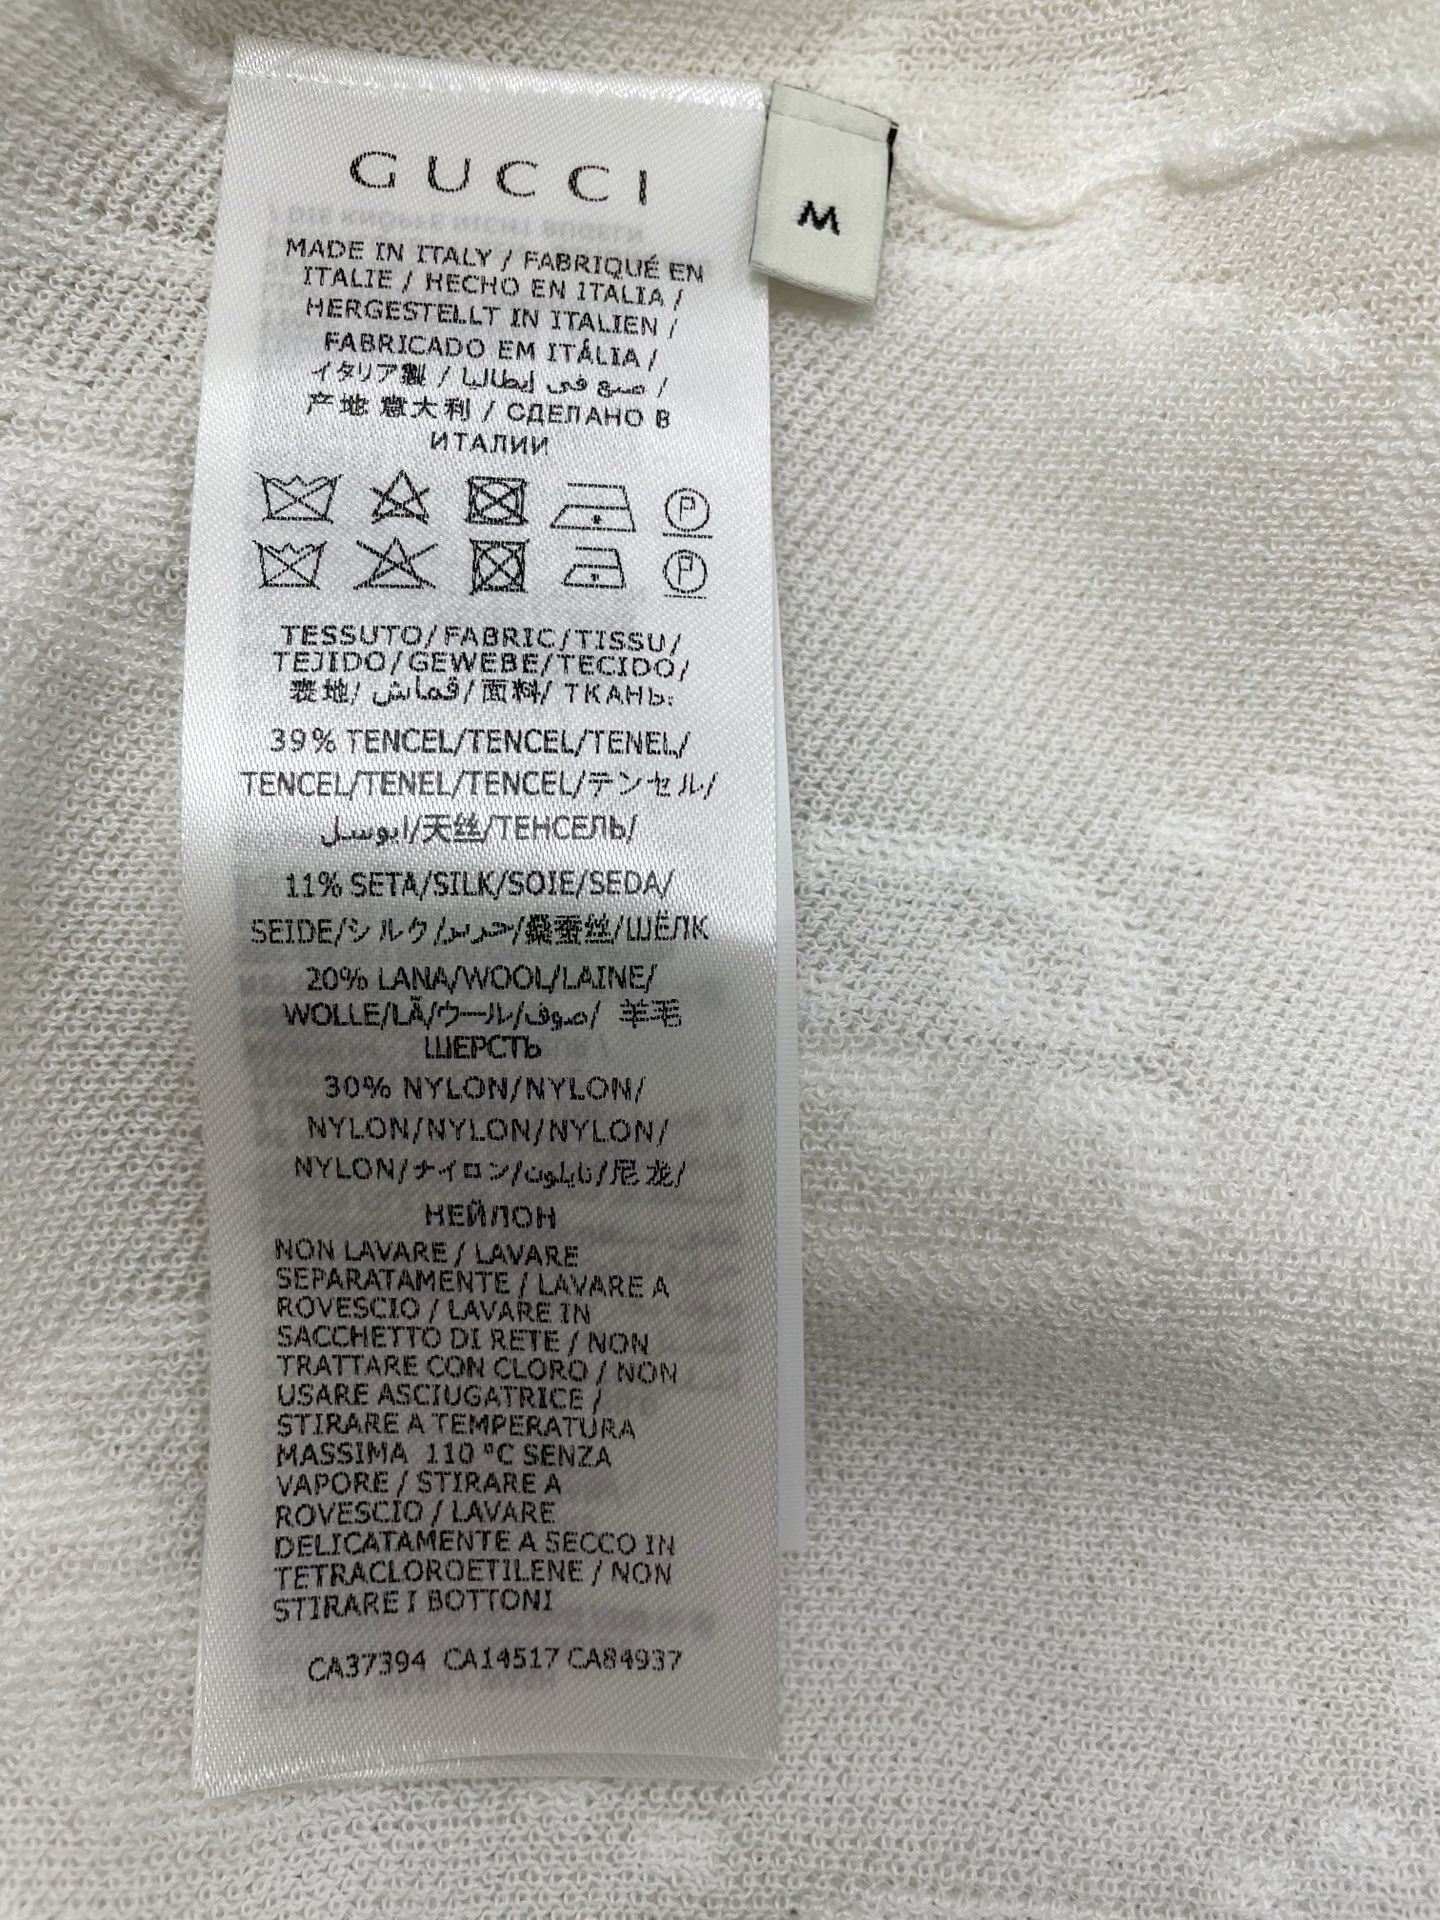 GUCCI
M
MADE IN ITALY / FABRIQUÉ EN
ITALIE / HECHO EN ITALIA /
HERGESTELLT IN ITALIEN /
FABRICADO EM ITÁLIA /
イタリア製 / صنع في إيطاليا /
产地 意大利 / СДЕЛАНО В
ИТАЛИИ
TESSUTO/FABRIC/TISSU/
TEJIDO/GEWEBE/TECIDO/
表地/ قماش/面料/ ТКАНЬ:
39% TENCEL/TENCEL/TENEL/
TENCEL/TENEL/TENCEL/テンセル/
ايوسل/天丝/ТЕНСЕЛЬ/
11% SETA/SILK/SOIE/SEDA/
SEIDE/シルク/حرير/桑蚕丝/ШЁЛК
20% LANA/WOOL/LAINE/
WOLLE/LÃ/ウール/صوف/ 羊毛
ШЕРСТЬ
30% NYLON/NYLON/
NYLON/NYLON/NYLON/
NYLON/ナイロン/نايلون/尼龙/
НЕЙЛОН
NON LAVARE / LAVARE
SEPARATAMENTE / LAVARE A
ROVESCIO / LAVARE IN
SACCHETTO DI RETE / NON
TRATTARE CON CLORO / NON
USARE ASCIUGATRICE /
STIRARE A TEMPERATURA
MASSIMA 110 °C SENZA
VAPORE / STIRARE A
ROVESCIO / LAVARE
DELICATAMENTE A SECCO IN
TETRACLOROETILENE / NON
STIRARE I BOTTONI
CA37394 CA14517 CA84937